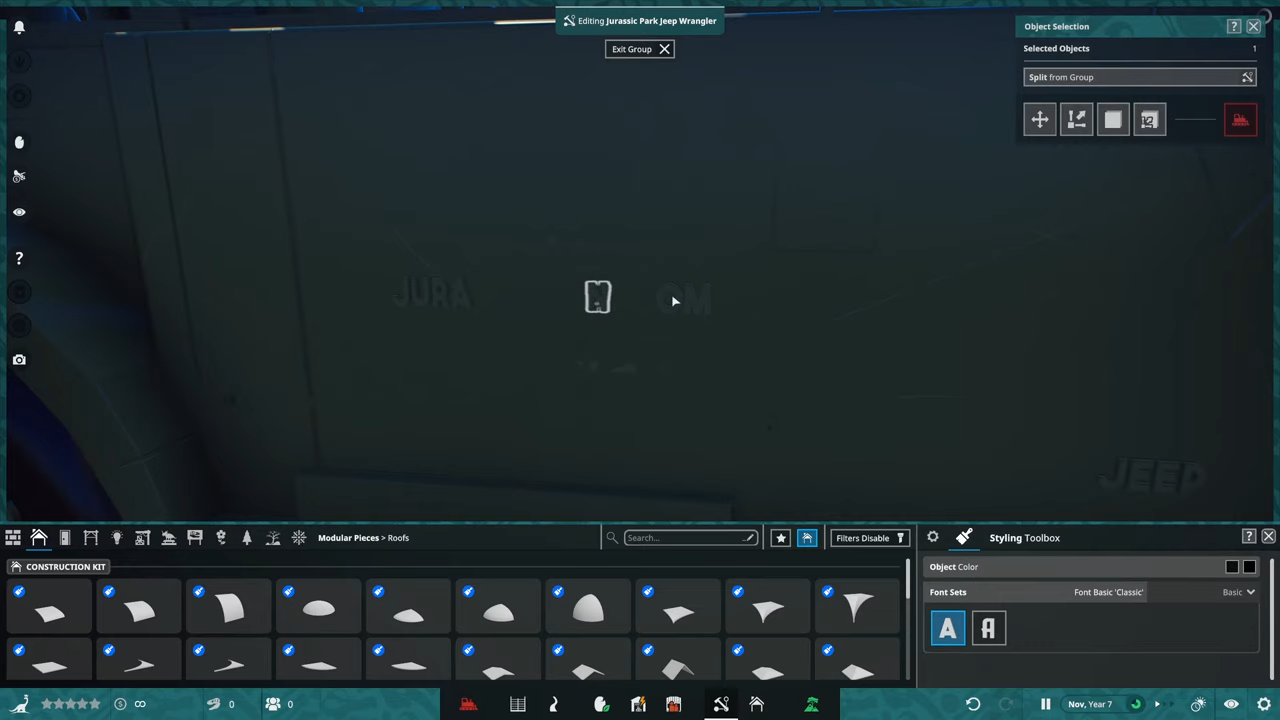 Editing Jurassic Park Jeep Wrangler
Exit Group
Object Selection
?
Selected Objects 1
Split from Group
12
?
JURA
OM
JEEP
Modular Pieces > Roofs
Search...
Filters Disable
Styling Toolbox
?
CONSTRUCTION KIT
Object Color
Font Sets Font Basic 'Classic' Basic
A
∞
0
0
Nov, Year 7